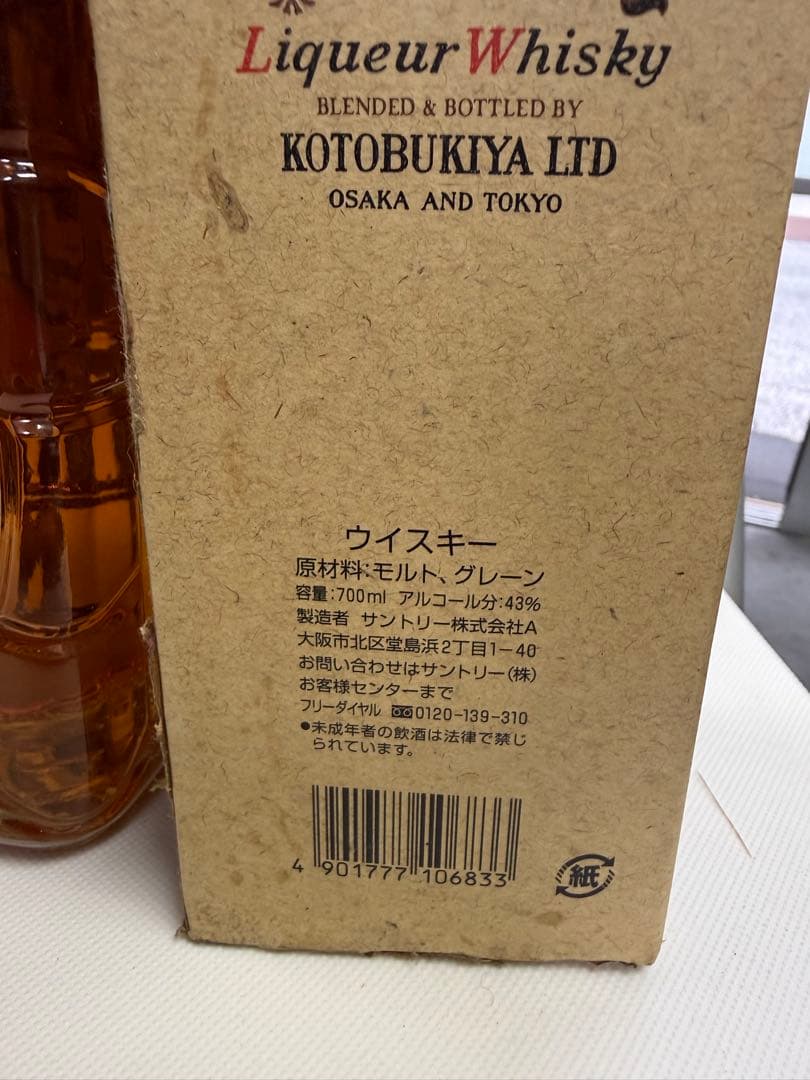 Liqueur Whisky
BLENDED & BOTTLED BY
KOTOBUKIYA LTD
OSAKA AND TOKYO
ウイスキー
原材料:モルト、グレーン
容量:700ml アルコール分:43%
製造者 サントリー株式会社A
大阪市北区堂島浜2丁目1-40
お問い合わせはサントリー(株)
お客様センターまで
フリーダイヤル 0120-139-310
●未成年者の飲酒は法律で禁じ
られています。
4 901777 106833
紙